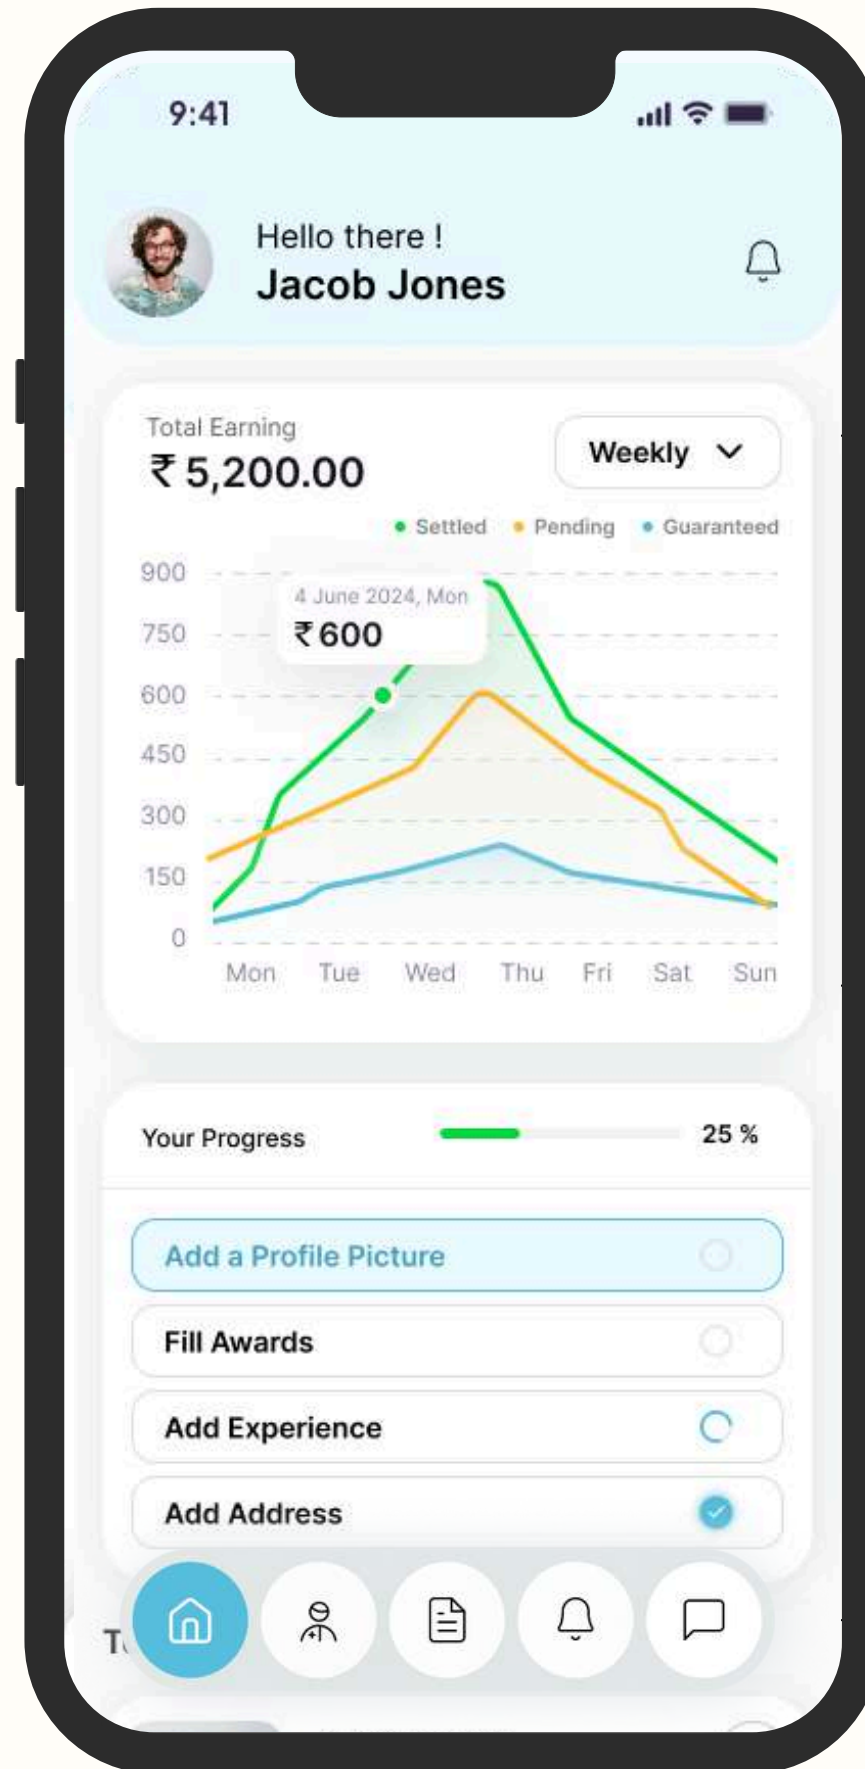 9:41
Hello there !
Jacob Jones
Total Earning
₹ 5,200.00
Weekly
Settled Pending Guaranteed
900
4 June 2024, Mon
750
₹ 600
600
450
300
150
0
Mon Tue Wed Thu Fri Sat Sun
Your Progress 25 %
Add a Profile Picture
Fill Awards
Add Experience
Add Address